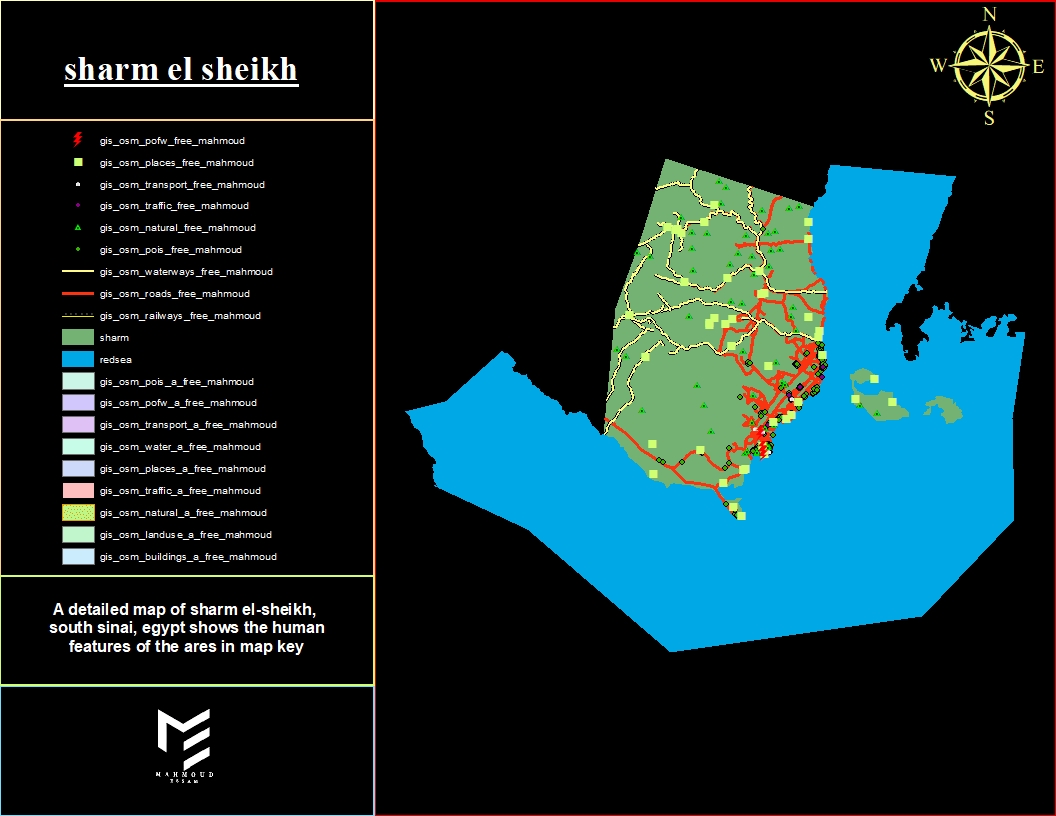 sharm el sheikh
gis_osm_pofw_free_mahmoud
gis_osm_places_free_mahmoud
gis_osm_transport_free_mahmoud
gis_osm_traffic_free_mahmoud
gis_osm_natural_free_mahmoud
gis_osm_pois_free_mahmoud
gis_osm_waterways_free_mahmoud
gis_osm_roads_free_mahmoud
gis_osm_railways_free_mahmoud
sharm
redsea
gis_osm_pois_a_free_mahmoud
gis_osm_pofw_a_free_mahmoud
gis_osm_transport_a_free_mahmoud
gis_osm_water_a_free_mahmoud
gis_osm_places_a_free_mahmoud
gis_osm_traffic_a_free_mahmoud
gis_osm_natural_a_free_mahmoud
gis_osm_landuse_a_free_mahmoud
gis_osm_buildings_a_free_mahmoud
A detailed map of sharm el-sheikh,
south sinai, egypt shows the human
features of the ares in map key
MAHMOUD
ESSAM
N
W E
S